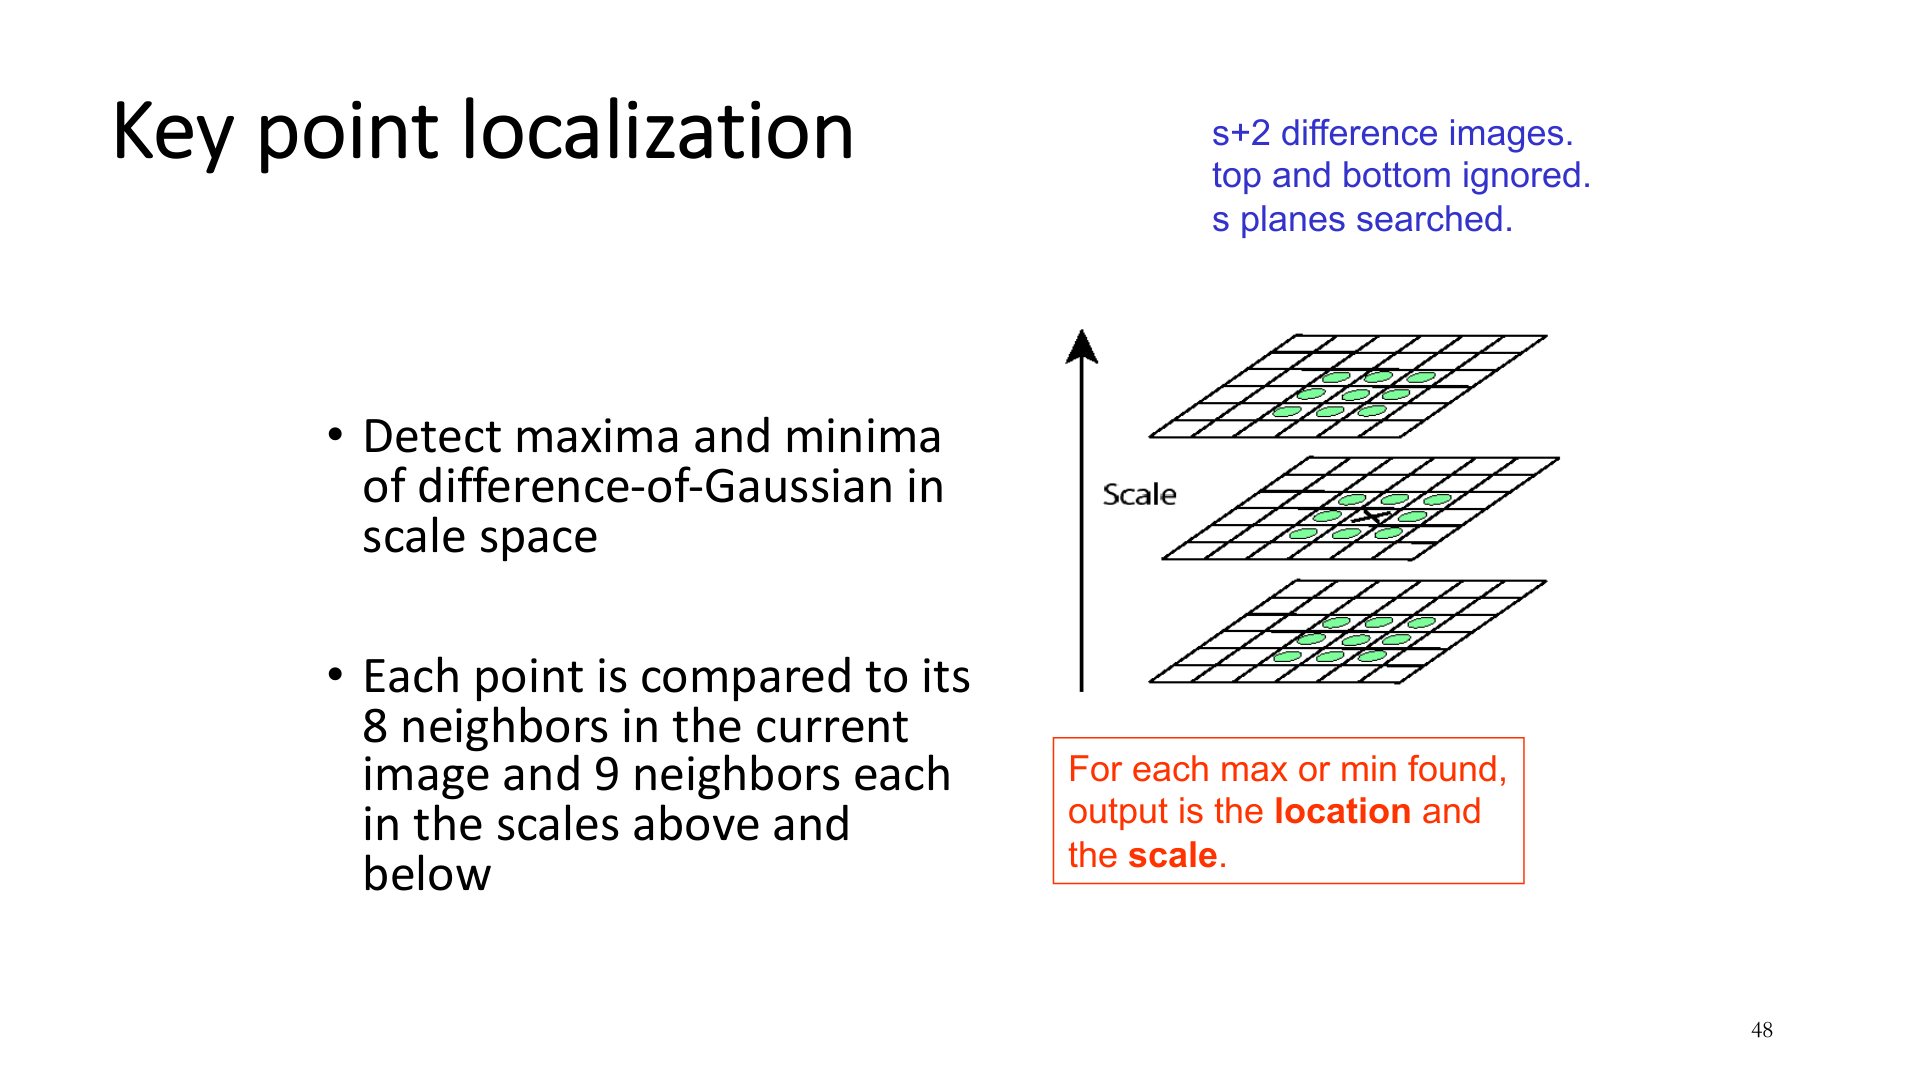 Key point localization
s+2 difference images.
top and bottom ignored.
s planes searched.
• Detect maxima and minima
of difference-of-Gaussian in
scale space
• Each point is compared to its
8 neighbors in the current
image and 9 neighbors each
in the scales above and
below
Scale
For each max or min found,
output is the location and
the scale.
48